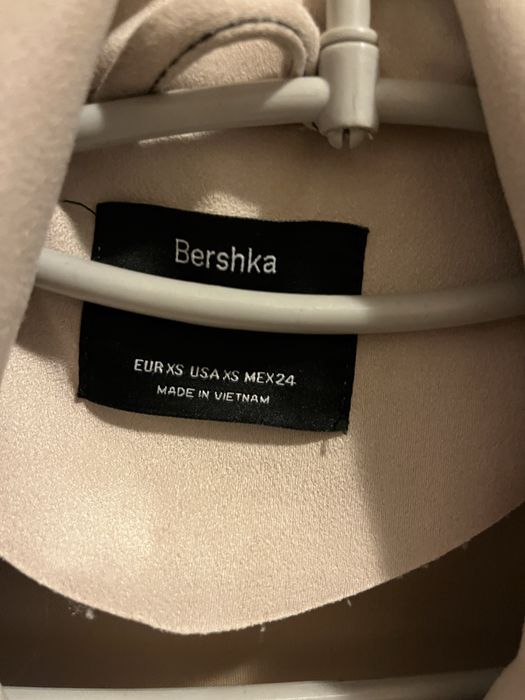 Bershka
EUR XS USA XS MEX 24
MADE IN VIETNAM